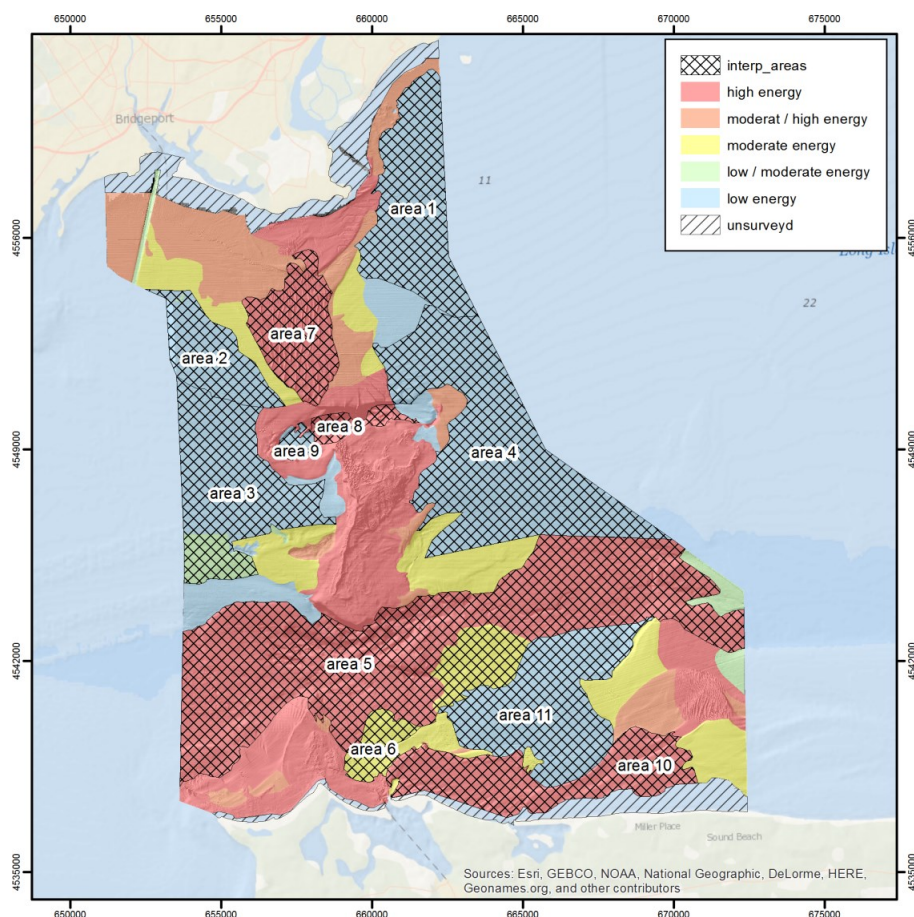 650000
655000
660000
665000
670000
675000
interp_areas
high energy
moderat / high energy
moderate energy
low / moderate energy
low energy
unsurveyd
Bridgeport
11
area 1
4556000
4556000
Long Isl
22
area 7
area 2
area 8
4549000
area 9
area 4
4549000
area 3
4542000
area 5
4542000
area 11
area 6
area 10
Miller Place
Sound Beach
4535000
Sources: Esri, GEBCO, NOAA, National Geographic, DeLorme, HERE,
Geonames.org, and other contributors
4535000
650000
655000
660000
665000
670000
675000